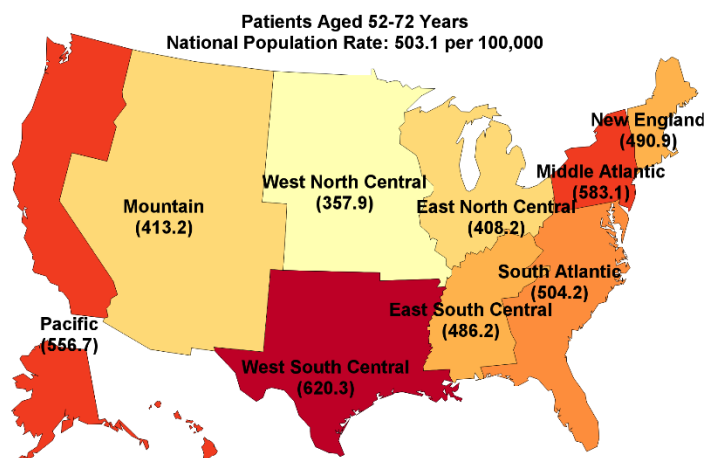 Patients Aged 52-72 Years
National Population Rate: 503.1 per 100,000
New England
(490.9)
Middle Atlantic
(583.1)
West North Central
(357.9)
Mountain
(413.2)
East North Central
(408.2)
South Atlantic
(504.2)
East South Central
(486.2)
Pacific
(556.7)
West South Central
(620.3)